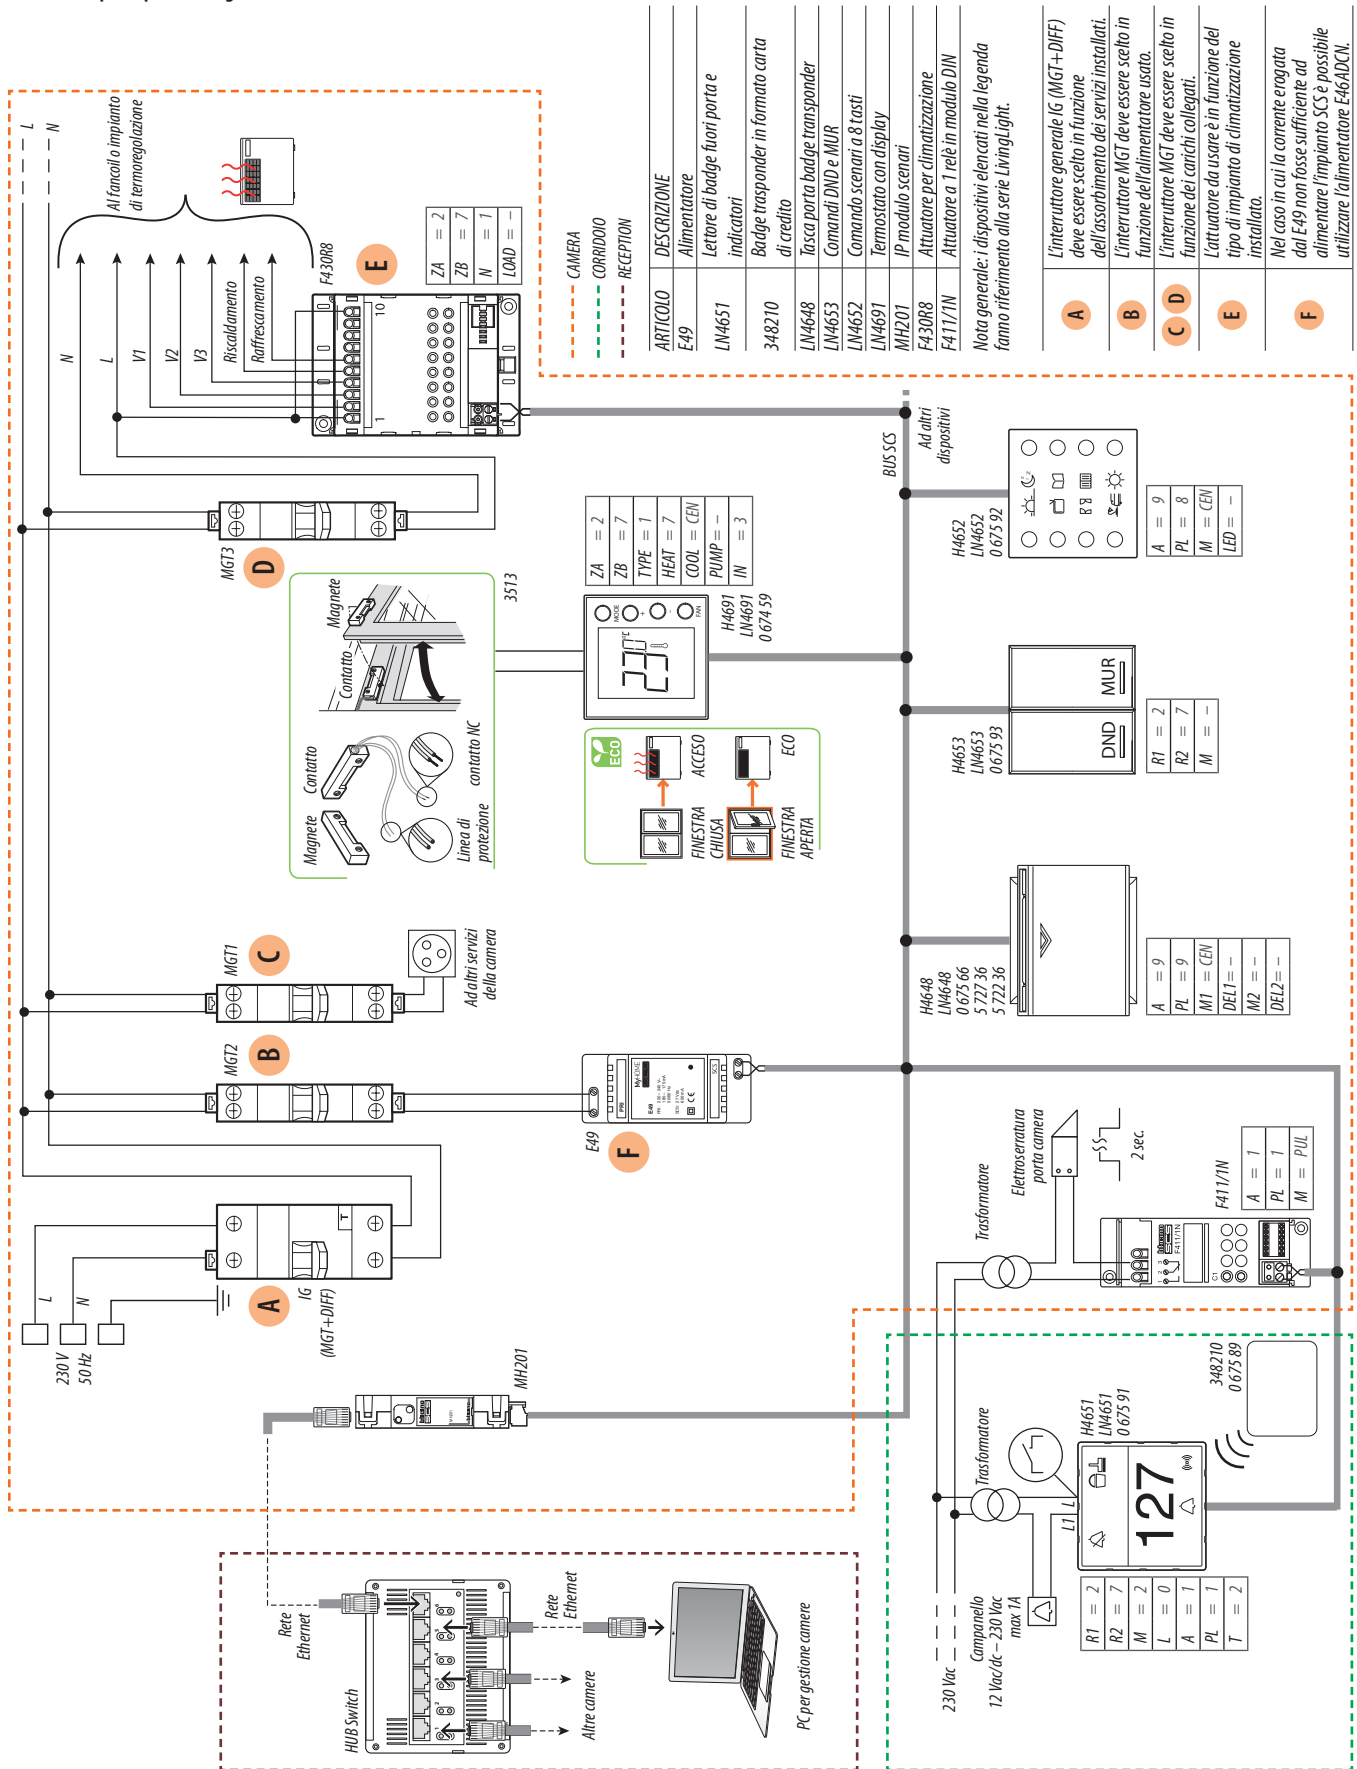 L
N
230 V
50 Hz
A
IG
(MGT+DIFF)
T
MGT2
B
MGT1
C
Ad altri servizi
della camera
MGT3
D
N
L
V1
V2
V3
Riscaldamento
Raffrescamento
Al fancoil o impianto
di termoregolazione
L
N
F430R8
E
1
10
ZA = 2
ZB = 7
N = 1
LOAD = –
Magnete
Contatto
Linea di
protezione
contatto NC
Contatto
Magnete
3513
ECO
FINESTRA
CHIUSA
ACCESO
FINESTRA
APERTA
ECO
MODE
+
-
FAN
H4691
LN4691
0 674 59
ZA = 2
ZB = 7
TYPE = 1
HEAT = 7
COOL = CEN
PUMP = –
IN = 3
E49
F
PRI
MyHOME
E49
SCS
MH201
BUS SCS
Ad altri
dispositivi
H4652
LN4652
0 675 92
A = 9
PL = 8
M = CEN
LED = –
H4653
LN4653
0 675 93
DND
MUR
R1 = 2
R2 = 7
M = –
H4648
LN4648
0 675 66
5 727 36
5 722 36
A = 9
PL = 9
M1 = CEN
DEL1 = –
M2 = –
DEL2 = –
Trasformatore
Elettroserratura
porta camera
2 sec.
F411/1N
F411/1N
C1
A = 1
PL = 1
M = PUL
HUB Switch
Rete
Ethernet
Rete
Ethernet
Altre camere
PC per gestione camere
230 Vac
Campanello
12 Vac/dc – 230 Vac
max 1A
Trasformatore
L1
L
H4651
LN4651
0 675 91
127
348210
0 675 89
R1 = 2
R2 = 7
M = 2
L = 0
A = 1
PL = 1
T = 2
CAMERA
CORRIDOIO
RECEPTION
ARTICOLO DESCRIZIONE
E49 Alimentatore
LN4651 Lettore di badge fuori porta e
indicatori
348210 Badge trasponder in formato carta
di credito
LN4648 Tasca porta badge transponder
LN4653 Comandi DND e MUR
LN4652 Comando scenari a 8 tasti
LN4691 Termostato con display
MH201 IP modulo scenari
F430R8 Attuatore per climatizzazione
F411/1N Attuatore a 1 relè in modulo DIN
Nota generale: i dispositivi elencati nella legenda
fanno riferimento alla serie LivingLight.
A L'interruttore generale IG (MGT+DIFF)
deve essere scelto in funzione
dell'assorbimento dei servizi installati.
B L'interruttore MGT deve essere scelto in
funzione dell'alimentatore usato.
C D L'interruttore MGT deve essere scelto in
funzione dei carichi collegati.
E L'attuatore da usare è in funzione del
tipo di impianto di climatizzazione
installato.
F Nel caso in cui la corrente erogata
dal E49 non fosse sufficiente ad
alimentare l'impianto SCS è possibile
utilizzare l'alimentatore E46ADCN.